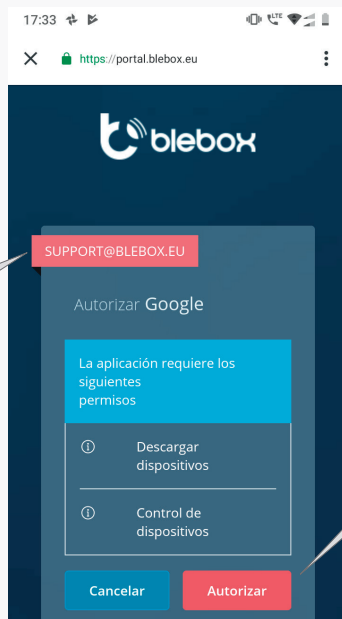 17:33
LTE
https://portal.blebox.eu
blebox
SUPPORT@BLEBOX.EU
Autorizar Google
La aplicación requiere los
siguientes
permisos
Descargar
dispositivos
Control de
dispositivos
Cancelar
Autorizar